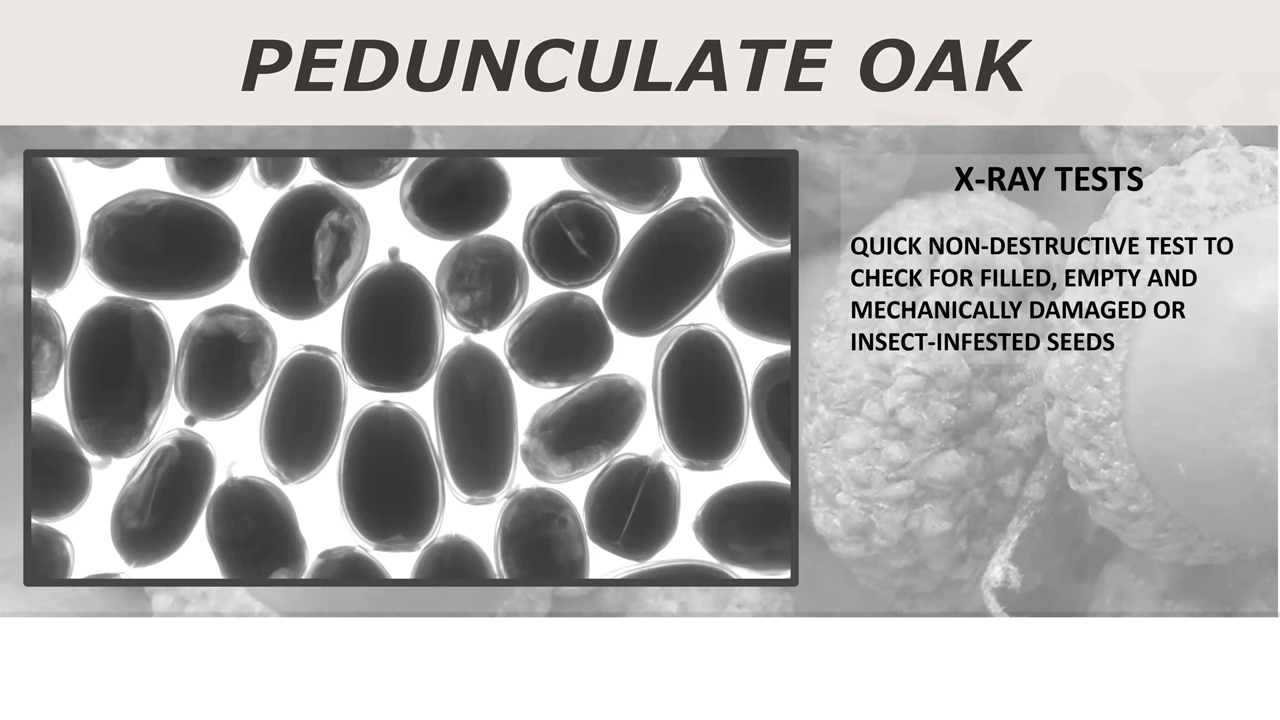 PEDUNCULATE OAK
X-RAY TESTS
QUICK NON-DESTRUCTIVE TEST TO
CHECK FOR FILLED, EMPTY AND
MECHANICALLY DAMAGED OR
INSECT-INFESTED SEEDS